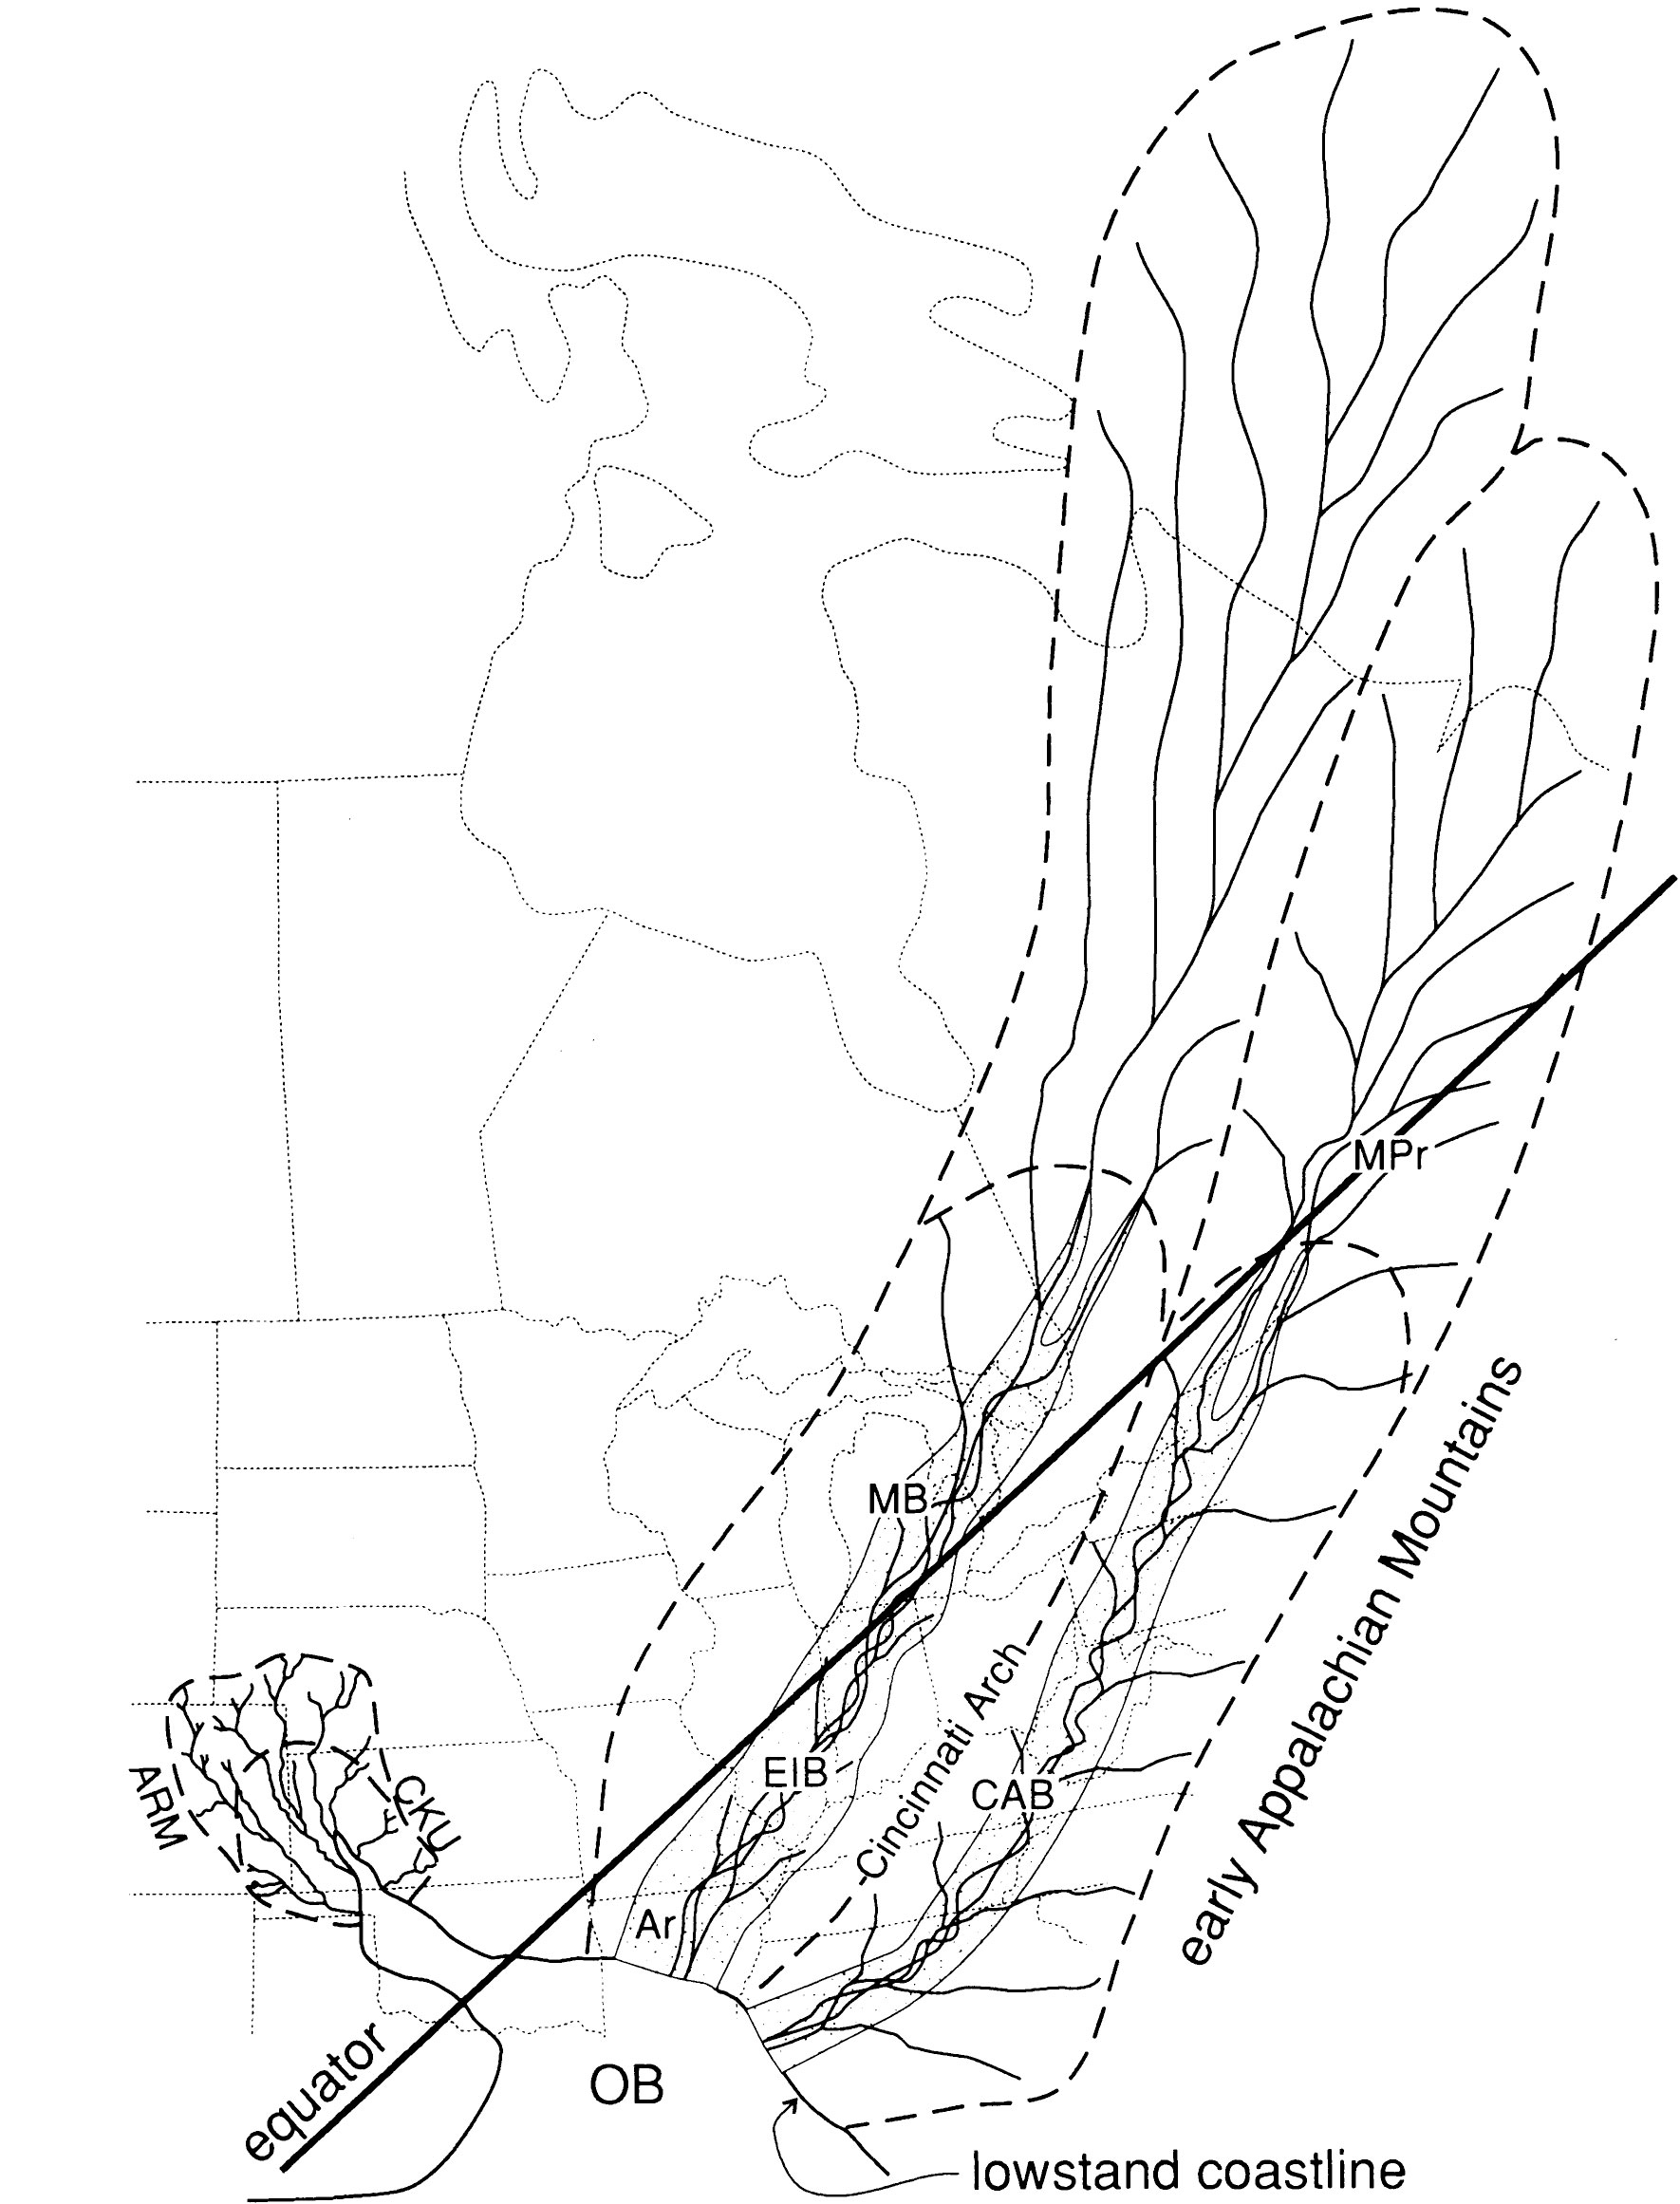 MPr
MB
Cincinnati Arch
early Appalachian Mountains
EIB
CAB
ARM
CKU
Ar
equator
OB
lowstand coastline